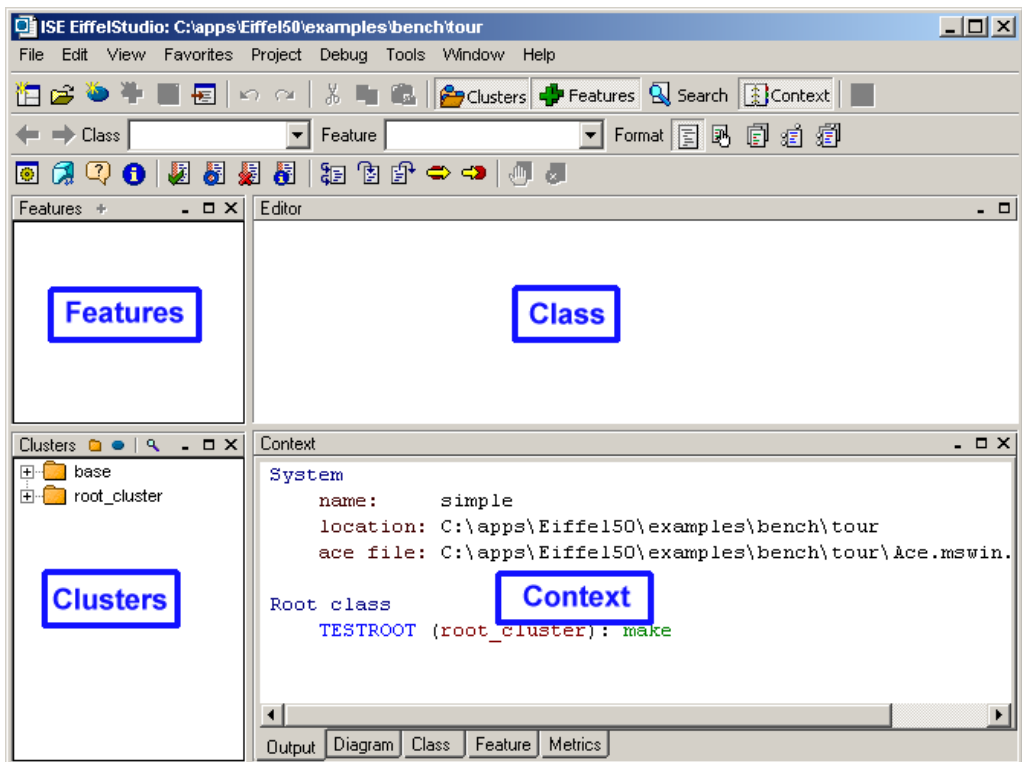 ISE EiffelStudio: C:\apps\Eiffel50\examples\bench\tour
File Edit View Favorites Project Debug Tools Window Help
Clusters Features Search Context
Class Feature Format
Features
Editor
Features
Class
Clusters
Context
base
root_cluster
System
name: simple
location: C:\apps\Eiffel50\examples\bench\tour
ace file: C:\apps\Eiffel50\examples\bench\tour\Ace.mswin.
Clusters
Context
Root class
TESTROOT (root_cluster): make
Output Diagram Class Feature Metrics